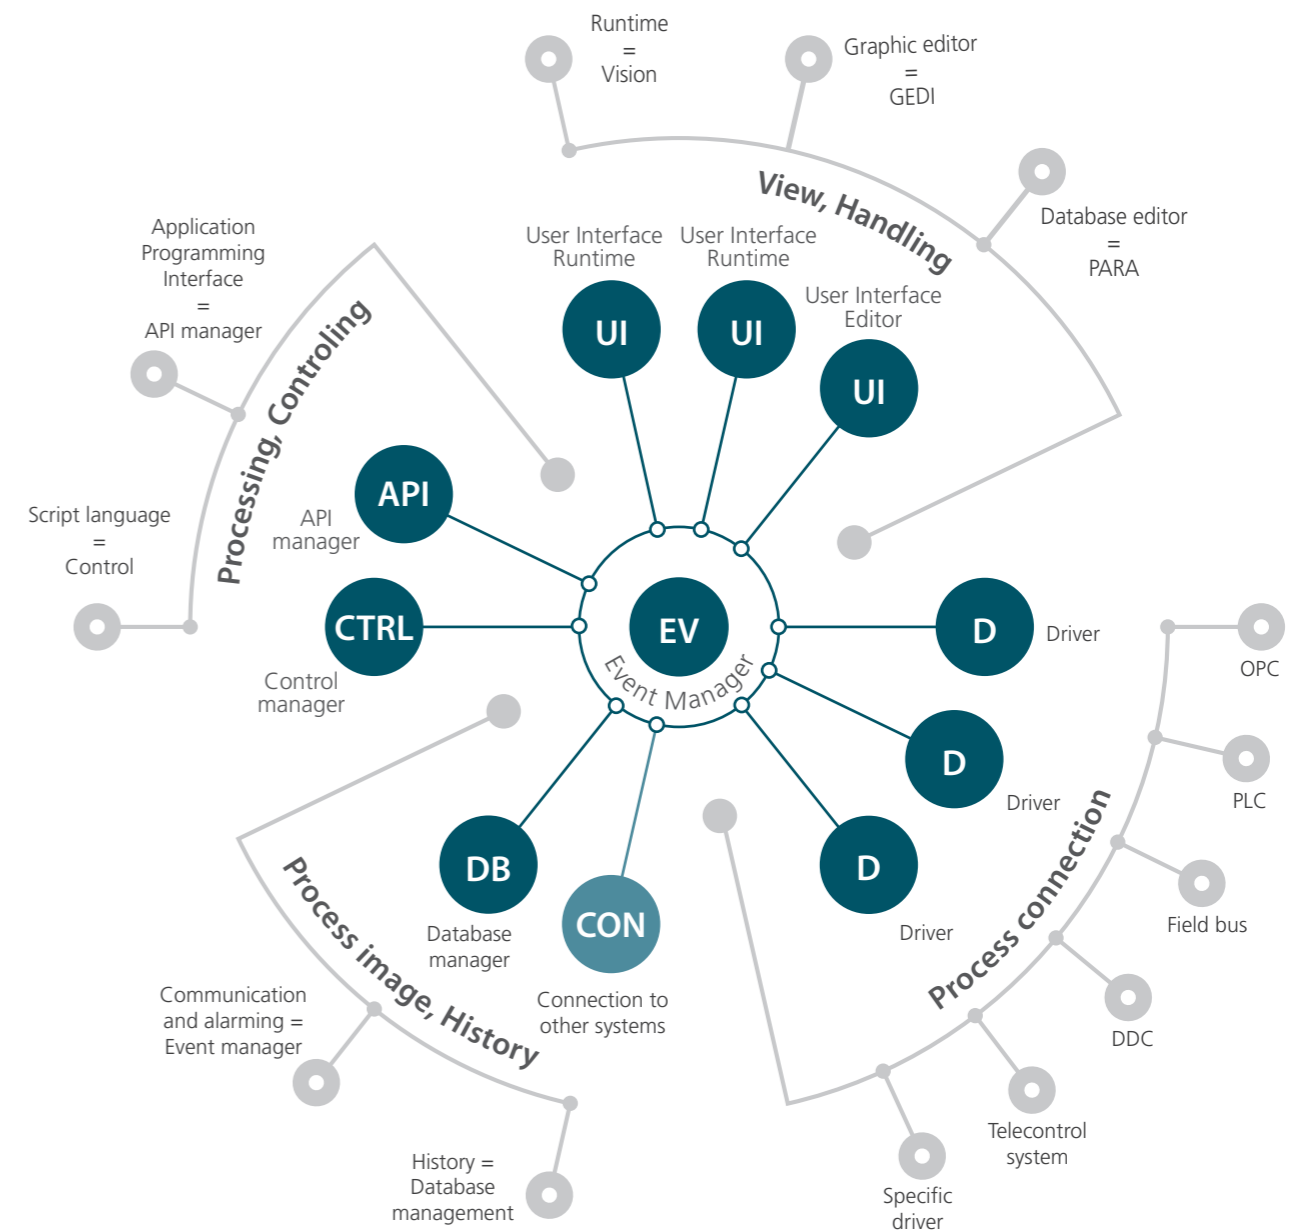 Runtime
=
Vision
Graphic editor
=
GEDI
Database editor
=
PARA
View, Handling
User Interface
Runtime
User Interface
Runtime
User Interface
Editor
UI
UI
UI
Application
Programming
Interface
=
API manager
Processing, Controling
Script language
=
Control
API
API
manager
CTRL
Control
manager
EV
Event Manager
D
Driver
D
Driver
D
Driver
OPC
PLC
Field bus
DDC
Telecontrol
system
Specific
driver
Process connection
DB
Database
manager
CON
Connection to
other systems
Process image, History
Communication
and alarming =
Event manager
History =
Database
management